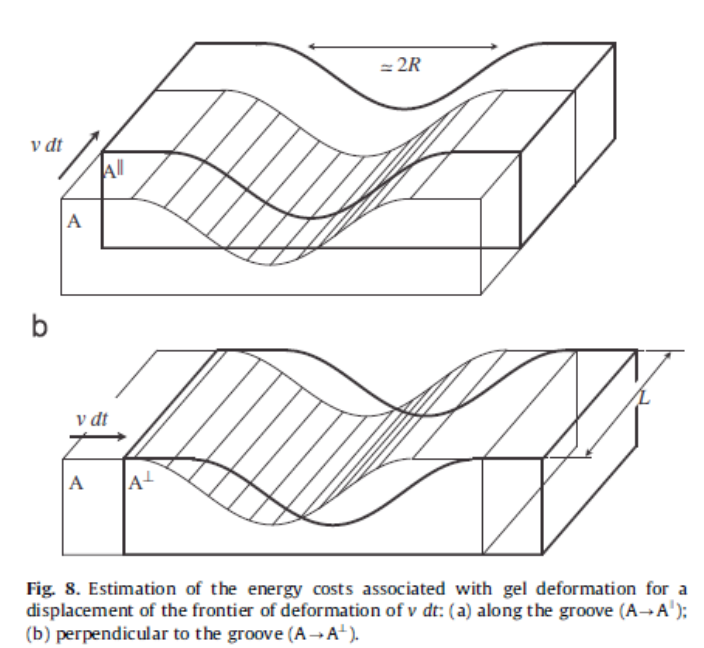 ≃ 2R
v dt
A∥
A
b
v dt
L
A
A⊥
Fig. 8. Estimation of the energy costs associated with gel deformation for a
displacement of the frontier of deformation of v dt: (a) along the groove (A→A∥);
(b) perpendicular to the groove (A→A⊥).